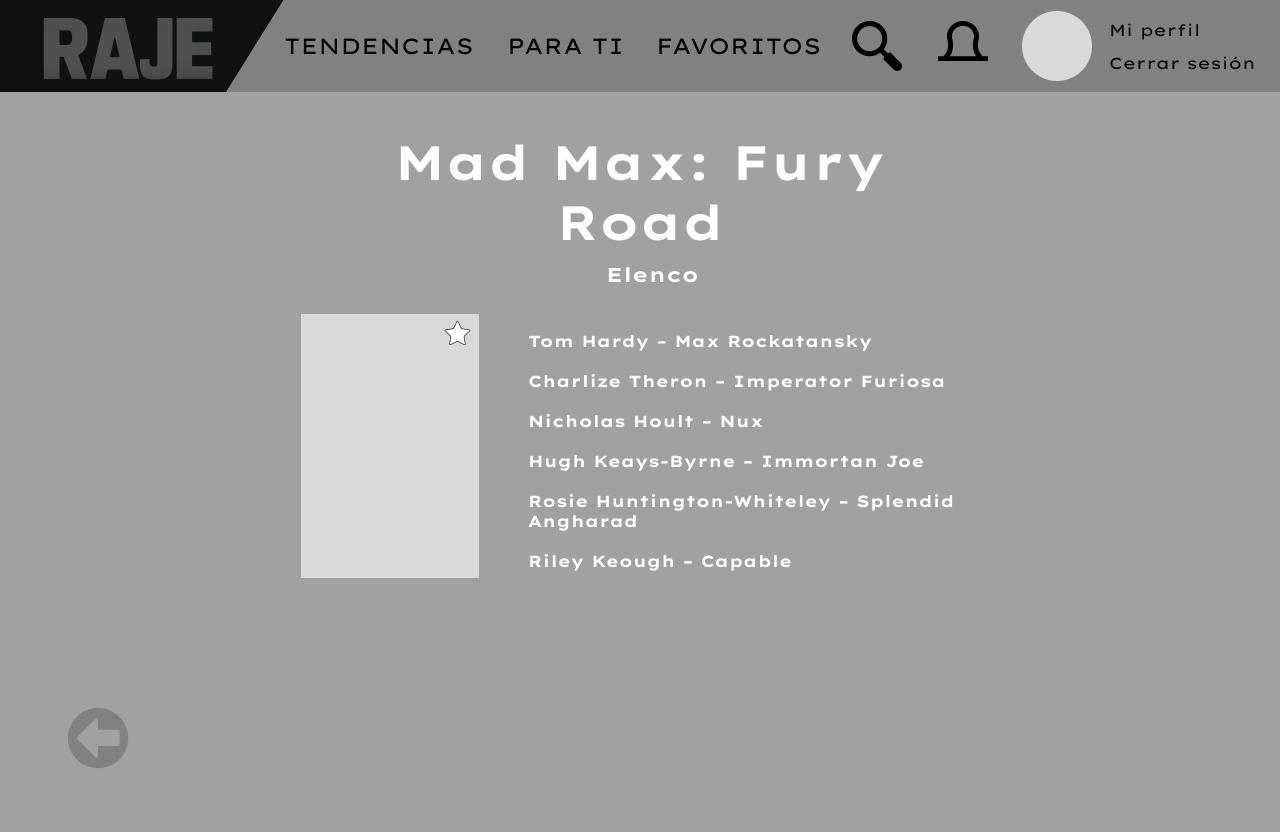 RAJE
TENDENCIAS
PARA TI
FAVORITOS
Mi perfil
Cerrar sesión
Mad Max: Fury
Road
Elenco
Tom Hardy – Max Rockatansky
Charlize Theron – Imperator Furiosa
Nicholas Hoult – Nux
Hugh Keays-Byrne – Immortan Joe
Rosie Huntington-Whiteley – Splendid
Angharad
Riley Keough – Capable